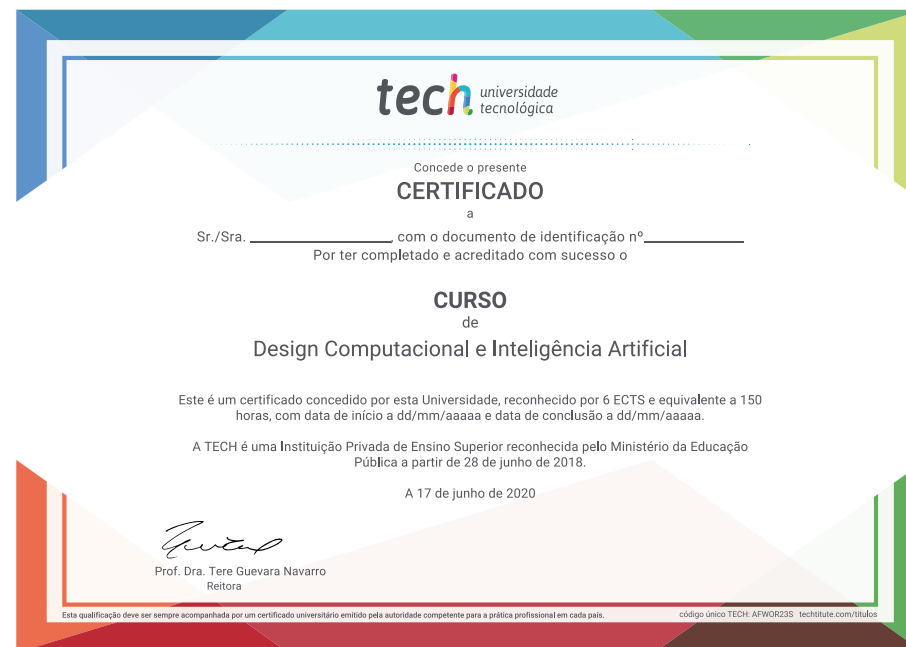 tech universidade
tecnológica
Concede o presente
CERTIFICADO
a
Sr./Sra. ________________, com o documento de identificação nº____________
Por ter completado e acreditado com sucesso o
CURSO
de
Design Computacional e Inteligência Artificial
Este é um certificado concedido por esta Universidade, reconhecido por 6 ECTS e equivalente a 150
horas, com data de início a dd/mm/aaaaa e data de conclusão a dd/mm/aaaaa.
A TECH é uma Instituição Privada de Ensino Superior reconhecida pelo Ministério da Educação
Pública a partir de 28 de junho de 2018.
A 17 de junho de 2020
Prof. Dra. Tere Guevara Navarro
Reitora
Esta qualificação deve ser sempre acompanhada por um certificado universitário emitido pela autoridade competente para a prática profissional em cada país.
código único TECH: AFWOR23S techtitute.com/titulos